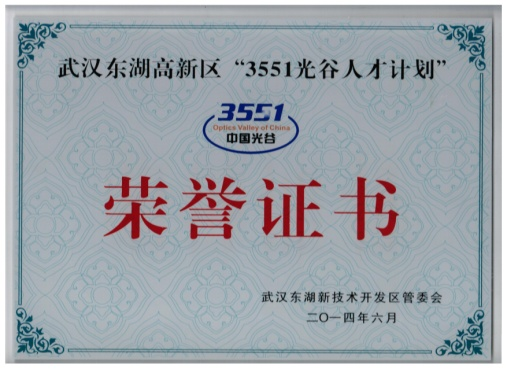 武汉东湖高新区“3551光谷人才计划”
3551
Optics Valley of China
中国光谷
荣誉证书
武汉东湖新技术开发区管委会
二〇一四年六月